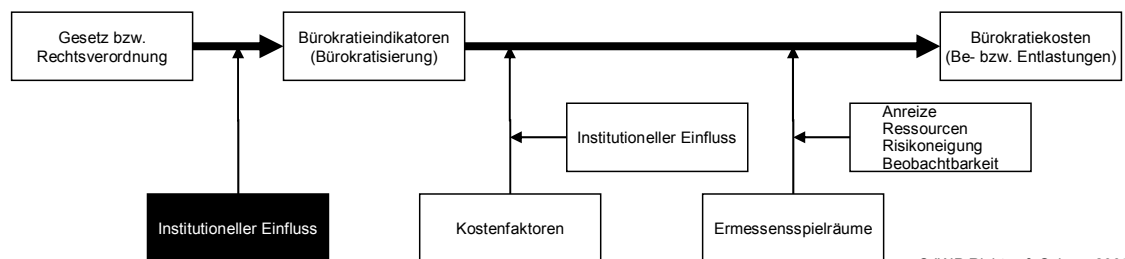 Gesetz bzw.
Rechtsverordnung
Bürokratieindikatoren
(Bürokratisierung)
Bürokratiekosten
(Be- bzw. Entlastungen)
Institutioneller Einfluss
Anreize
Ressourcen
Risikoneigung
Beobachtbarkeit
Institutioneller Einfluss
Kostenfaktoren
Ermessensspielräume